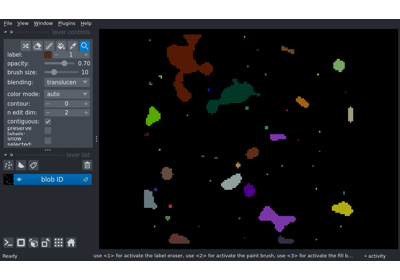 File View Window Plugins Help
layer controls
label: 1
opacity: 0.70
brush size: 10
blending: translucen
color mode: auto
contour: 0
n edit dim: 2
contiguous:
preserve labels:
show selected:
layer list
blob ID
Ready
use <1> for activate the label eraser, use <2> for activate the paint brush, use <3> for activate the fill b...
activity